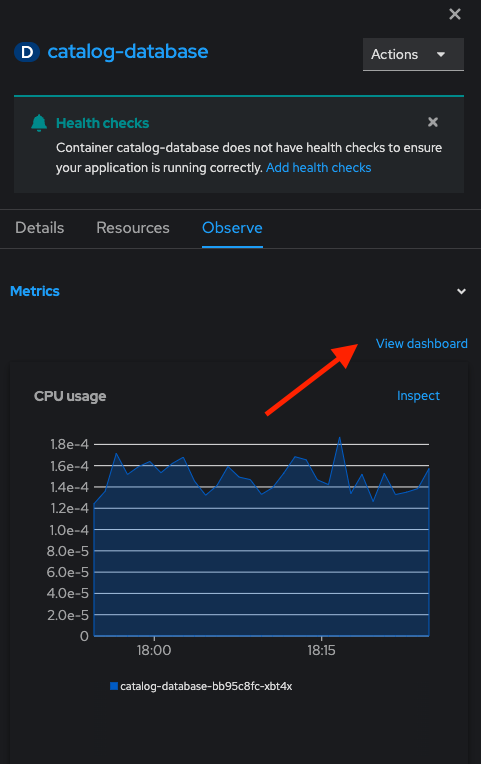 D catalog-database
Actions
Health checks
Container catalog-database does not have health checks to ensure
your application is running correctly. Add health checks
Details Resources Observe
Metrics
View dashboard
CPU usage Inspect
1.8e-4
1.6e-4
1.4e-4
1.2e-4
1.0e-4
8.0e-5
6.0e-5
4.0e-5
2.0e-5
0
18:00 18:15
catalog-database-bb95c8fc-xbt4x